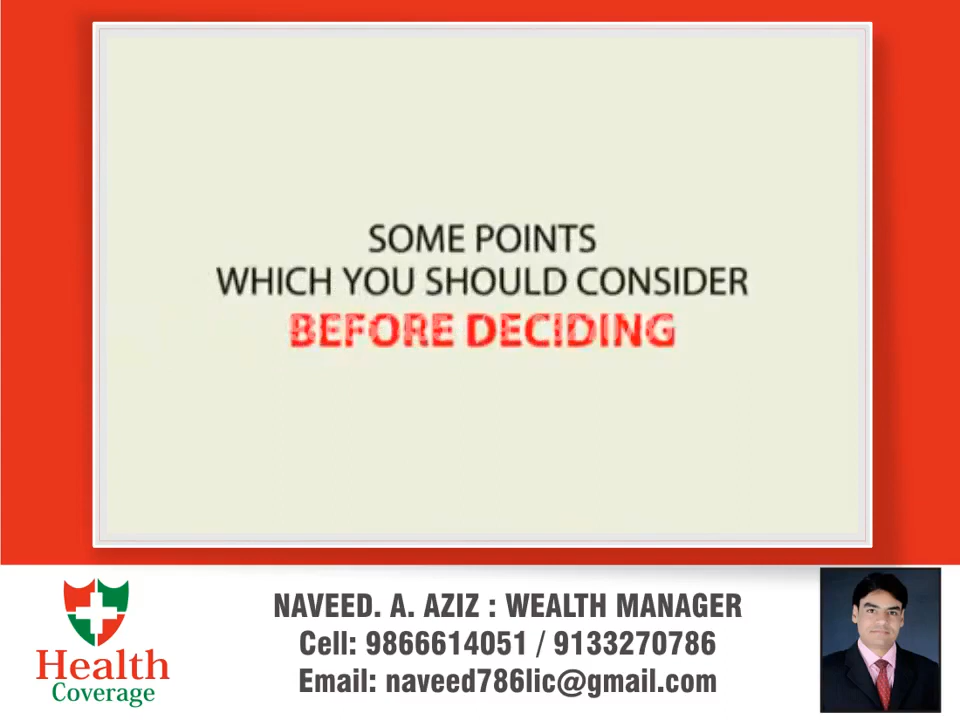 SOME POINTS
WHICH YOU SHOULD CONSIDER
BEFORE DECIDING
Health
Coverage
NAVEED. A. AZIZ : WEALTH MANAGER
Cell: 9866614051 / 9133270786
Email: naveed786lic@gmail.com